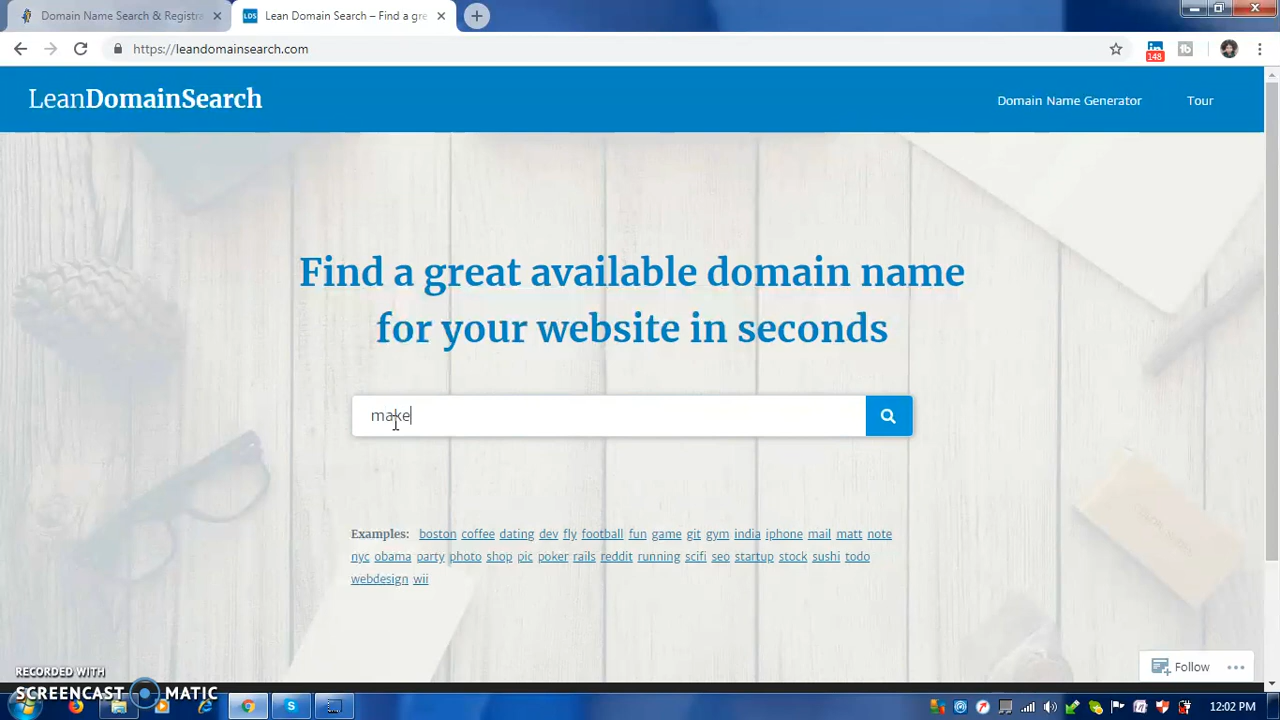 Domain Name Search & Registra
LDS
Lean Domain Search – Find a gre
https://leandomainsearch.com
148
LeanDomainSearch
Domain Name Generator
Tour
Find a great available domain name
for your website in seconds
make
Examples: boston coffee dating dev fly football fun game git gym india iphone mail matt note
nyc obama party photo shop pic poker rails reddit running scifi seo startup stock sushi todo
webdesign wii
Follow
RECORDED WITH
SCREENCAST MATIC
12:02 PM